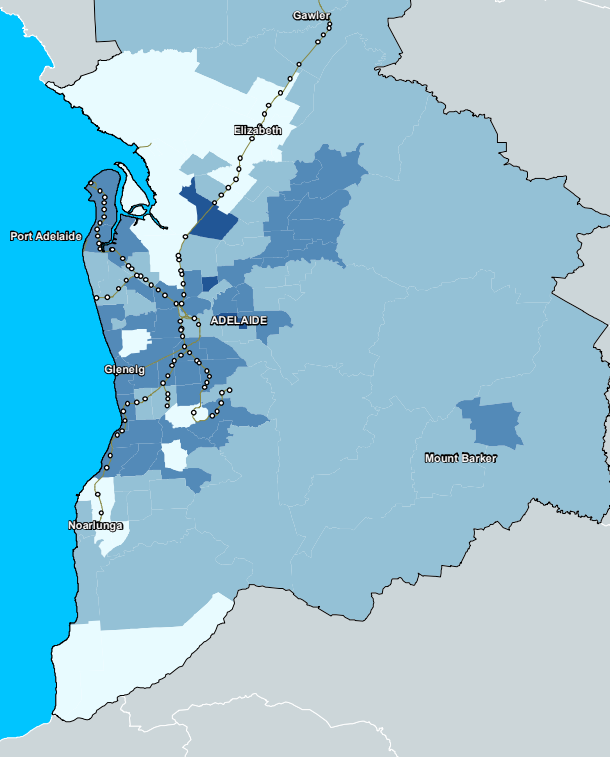 Gawler
Elizabeth
Port Adelaide
ADELAIDE
Glenelg
Mount Barker
Noarlunga